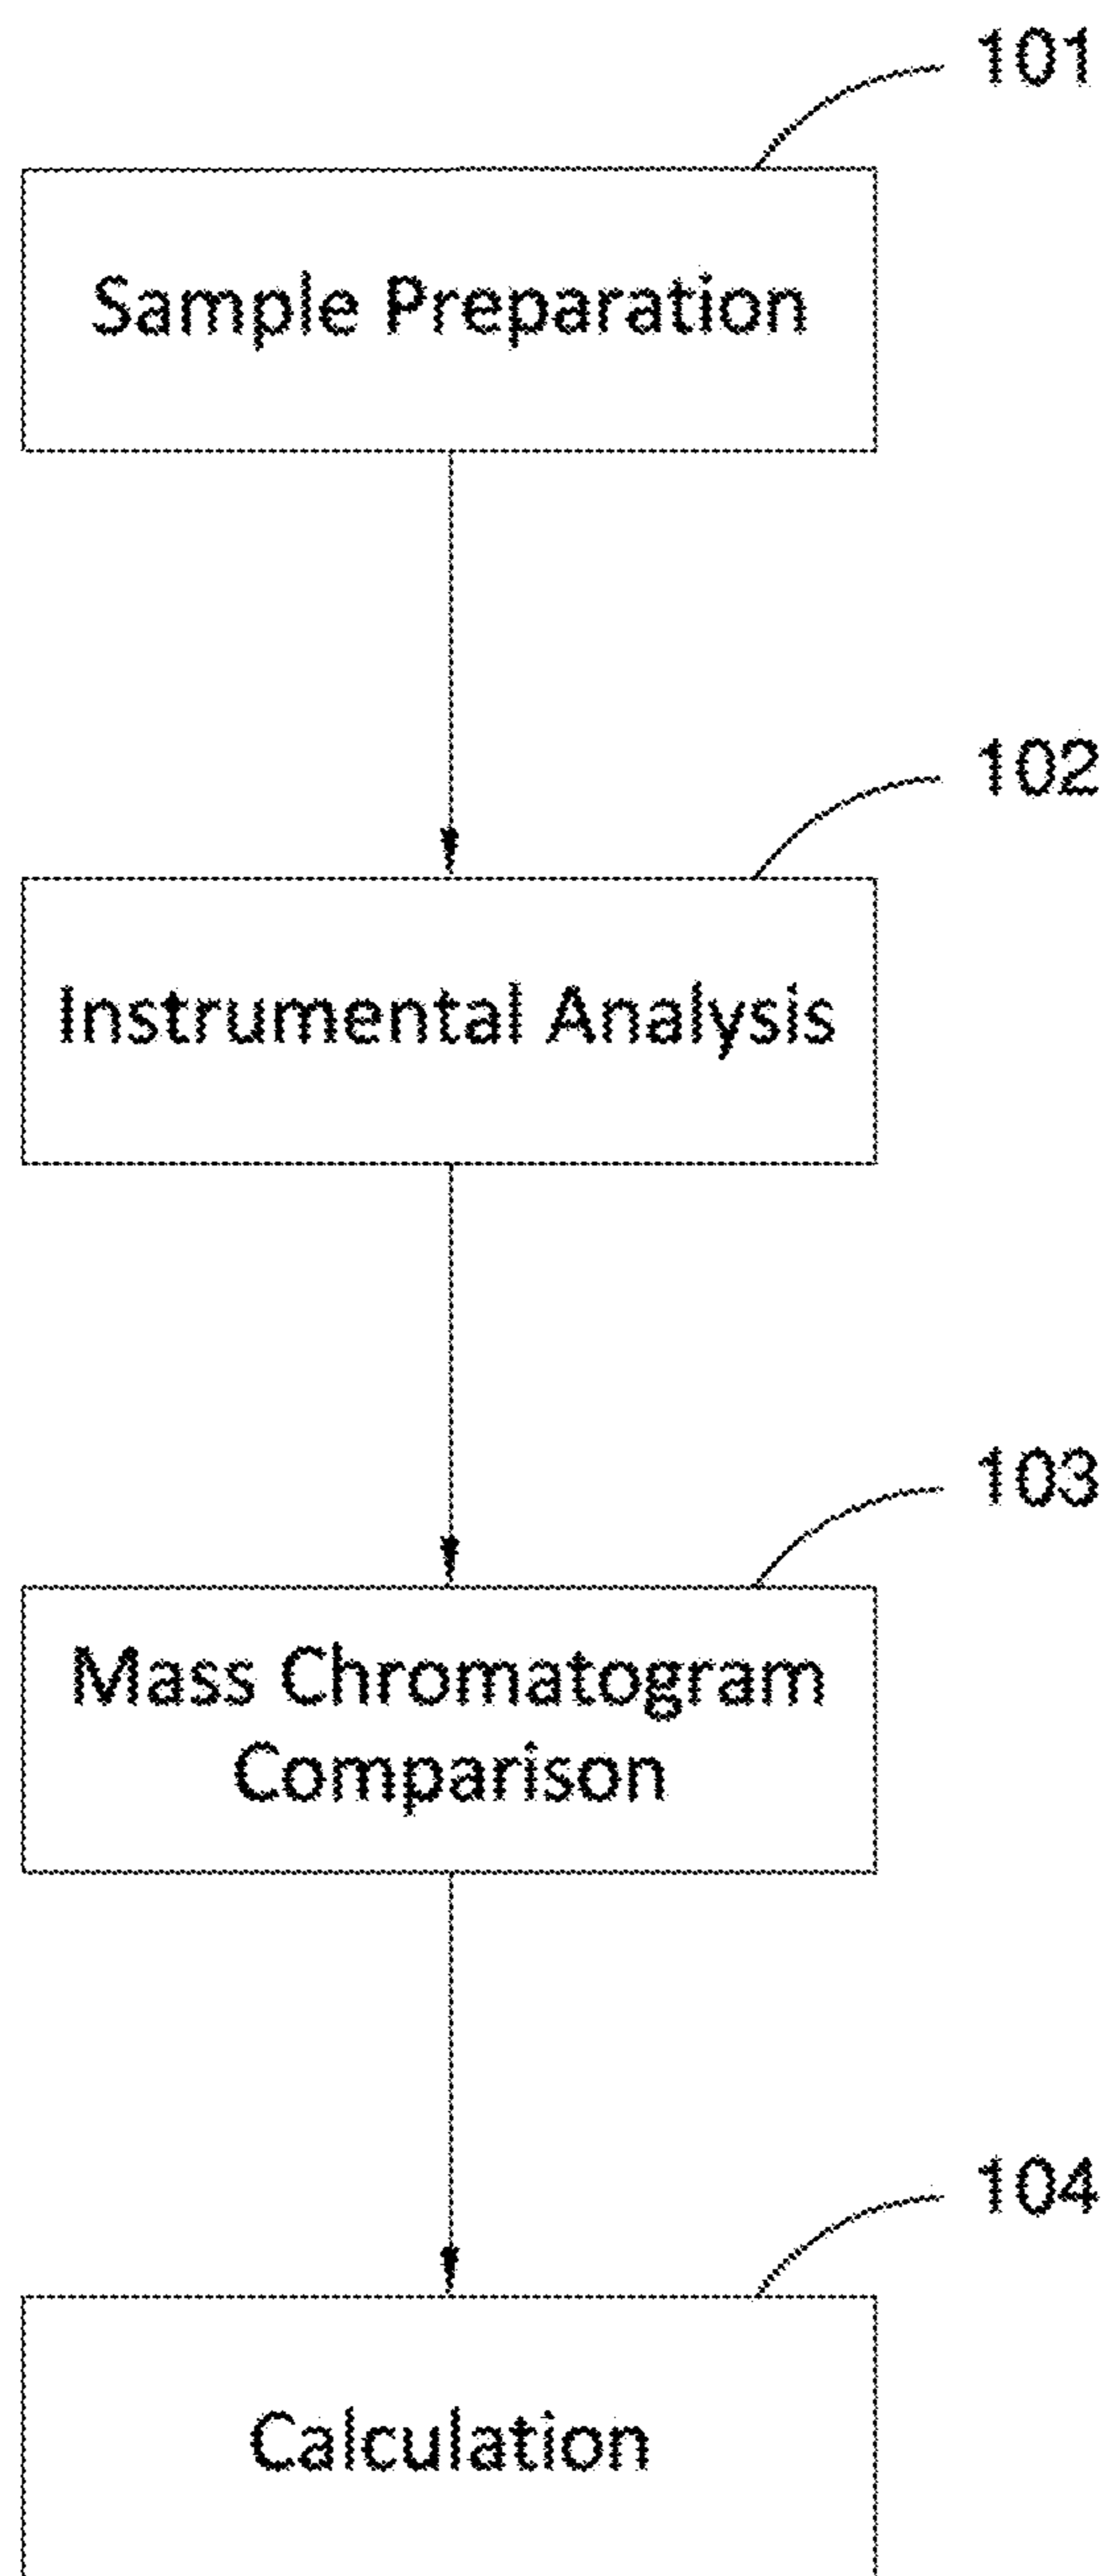 101
Sample Preparation
102
Instrumental Analysis
103
Mass Chromatogram
Comparison
104
Calculation